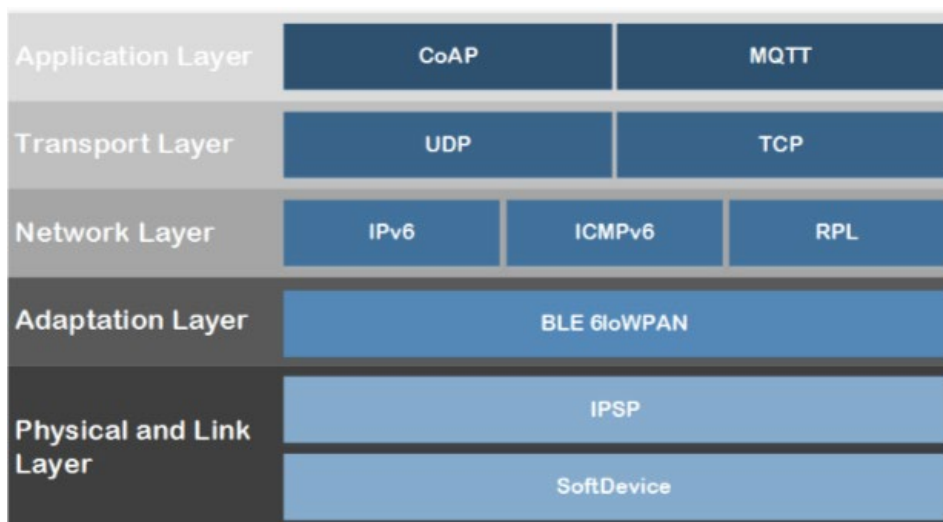 Application Layer
CoAP
MQTT
Transport Layer
UDP
TCP
Network Layer
IPv6
ICMPv6
RPL
Adaptation Layer
BLE 6loWPAN
Physical and Link
Layer
IPSP
SoftDevice